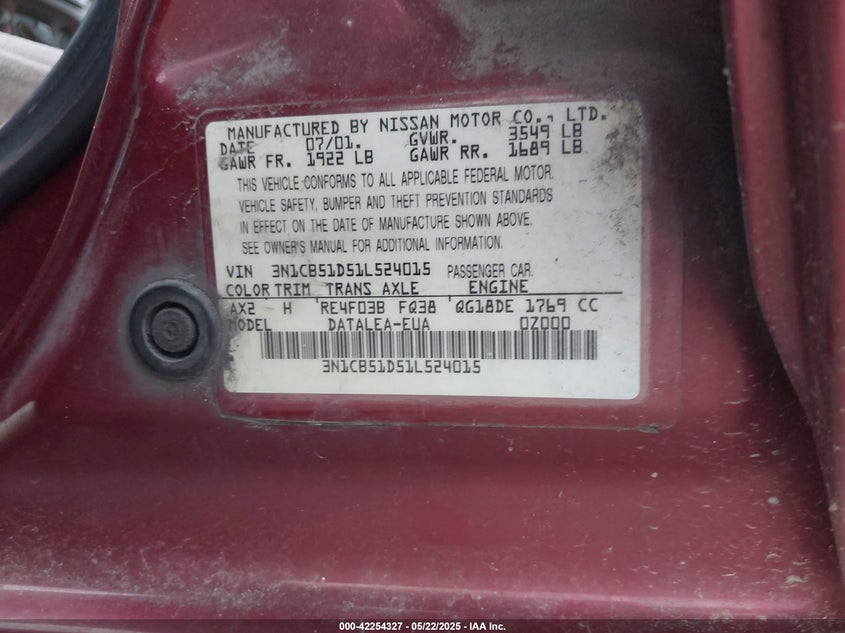 MANUFACTURED BY NISSAN MOTOR CO., LTD.
DATE 07/01. GVWR. 3549 LB
GAWR FR. 1922 LB GAWR RR. 1689 LB
THIS VEHICLE CONFORMS TO ALL APPLICABLE FEDERAL MOTOR
VEHICLE SAFETY, BUMPER AND THEFT PREVENTION STANDARDS
IN EFFECT ON THE DATE OF MANUFACTURE SHOWN ABOVE.
SEE OWNER'S MANUAL FOR ADDITIONAL INFORMATION.
VIN 3N1CB51D51L524015 PASSENGER CAR.
COLOR TRIM TRANS AXLE ENGINE
AX2 H RE4F03B FQ38 QG18DE 1769 CC
MODEL DATALEA-EUA 0Z000
3N1CB51D51L524015
000-42254327 - 05/22/2025 - IAA Inc.